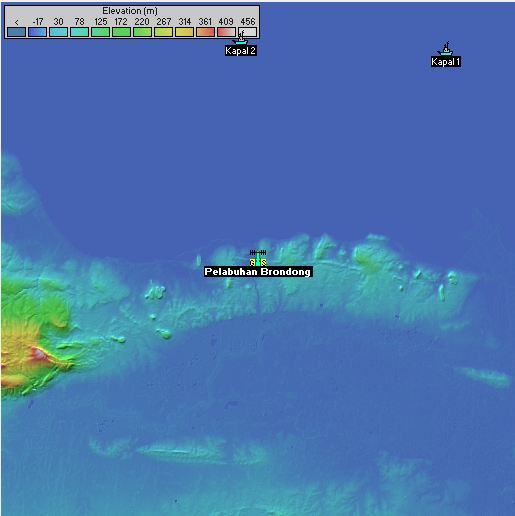 Elevation (m)
< -17 30 78 125 172 220 267 314 361 409 456
Kapal 2
Kapal 1
Pelabuhan Brondong